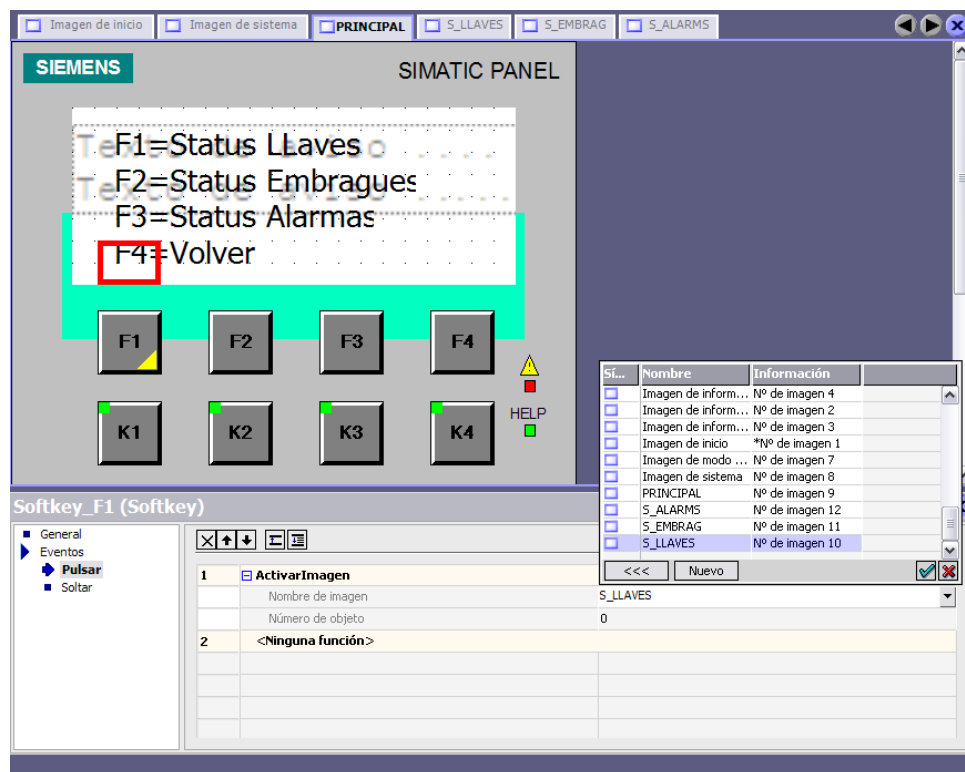 Imagen de inicio
Imagen de sistema
PRINCIPAL
S_LLAVES
S_EMBRAG
S_ALARMS
SIEMENS
SIMATIC PANEL
Texto de aviso ....
Texto de aviso .....
F1=Status LLaves
F2=Status Embragues
F3=Status Alarmas
F4=Volver
F1
F2
F3
F4
K1
K2
K3
K4
HELP
Sí... Nombre Información
Imagen de inform... Nº de imagen 4
Imagen de inform... Nº de imagen 2
Imagen de inform... Nº de imagen 3
Imagen de inicio *Nº de imagen 1
Imagen de modo ... Nº de imagen 7
Imagen de sistema Nº de imagen 8
PRINCIPAL Nº de imagen 9
S_ALARMS Nº de imagen 12
S_EMBRAG Nº de imagen 11
S_LLAVES Nº de imagen 10
<<< Nuevo
Softkey_F1 (Softkey)
General
Eventos
Pulsar
Soltar
1 ActivarImagen
Nombre de imagen S_LLAVES
Número de objeto 0
2 <Ninguna función>